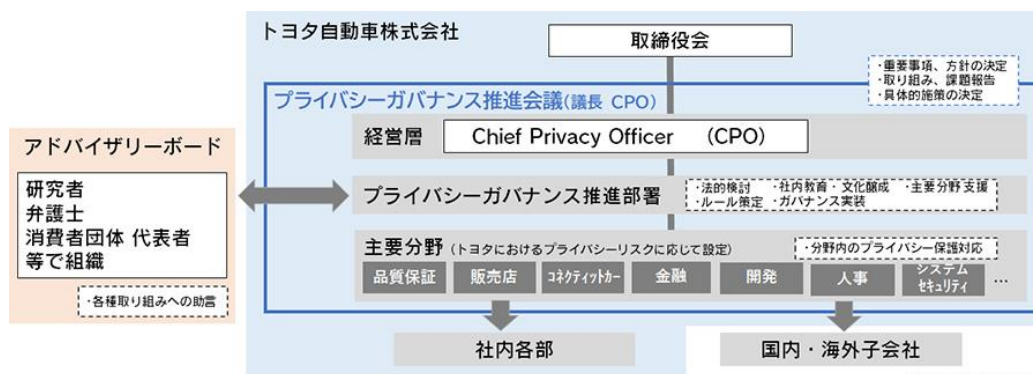 トヨタ自動車株式会社
取締役会
・重要事項、方針の決定
・取り組み、課題報告
・具体的施策の決定
プライバシーガバナンス推進会議(議長 CPO)
経営層
Chief Privacy Officer （CPO）
アドバイザリーボード
研究者
弁護士
消費者団体 代表者
等で組織
・各種取り組みへの助言
プライバシーガバナンス推進部署
・法的検討 ・社内教育・文化醸成 ・主要分野支援
・ルール策定 ・ガバナンス実装
主要分野(トヨタにおけるプライバシーリスクに応じて設定)
・分野内のプライバシー保護対応
品質保証
販売店
コネクティットカー
金融
開発
人事
システム
セキュリティ
…
社内各部
国内・海外子会社